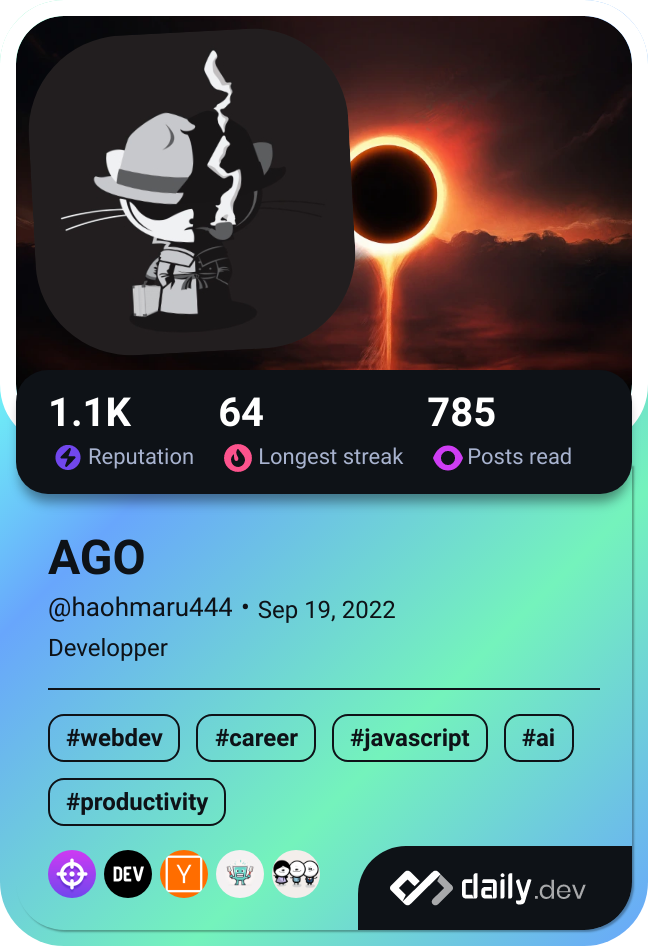 1.1K 64 785
Reputation Longest streak Posts read
AGO
@haohmaru444 • Sep 19, 2022
Developper
#webdev #career #javascript #ai
#productivity
DEV Y
daily.dev